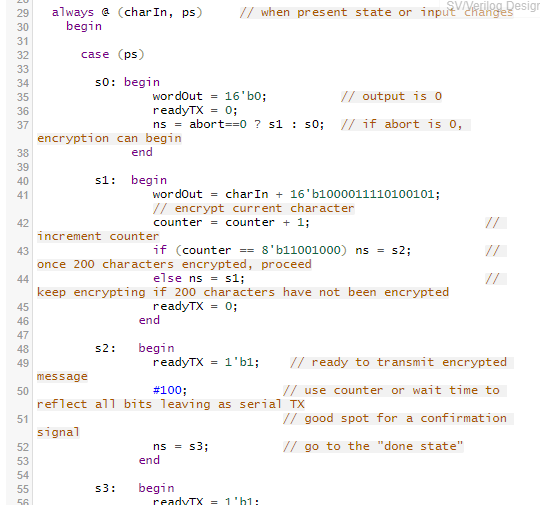 SV/Verilog Design
29 always @ (charIn, ps) // when present state or input changes
30 begin
31
32 case (ps)
33
34 s0: begin
35 wordOut = 16'b0; // output is 0
36 readyTX = 0;
37 ns = abort==0 ? s1 : s0; // if abort is 0,
encryption can begin
38 end
39
40 s1: begin
41 wordOut = charIn + 16'b1000011110100101;
// encrypt current character
42 counter = counter + 1; //
increment counter
43 if (counter == 8'b11001000) ns = s2; //
once 200 characters encrypted, proceed
44 else ns = s1; //
keep encrypting if 200 characters have not been encrypted
45 readyTX = 0;
46 end
47
48 s2: begin
49 readyTX = 1'b1; // ready to transmit encrypted
message
50 #100; // use counter or wait time to
reflect all bits leaving as serial TX
51 // good spot for a confirmation
signal
52 ns = s3; // go to the "done state"
53 end
54
55 s3: begin
56 readyTX = 1'b1;